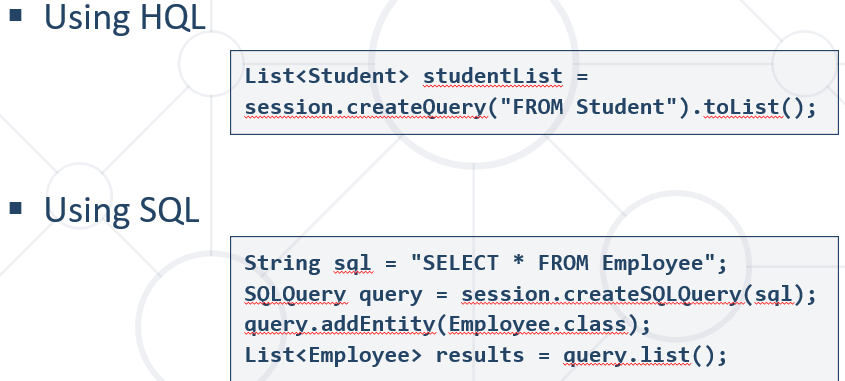 ▪ Using HQL
List<Student> studentList =
session.createQuery("FROM Student").toList();
▪ Using SQL
String sql = "SELECT * FROM Employee";
SQLQuery query = session.createSQLQuery(sql);
query.addEntity(Employee.class);
List<Employee> results = query.list();